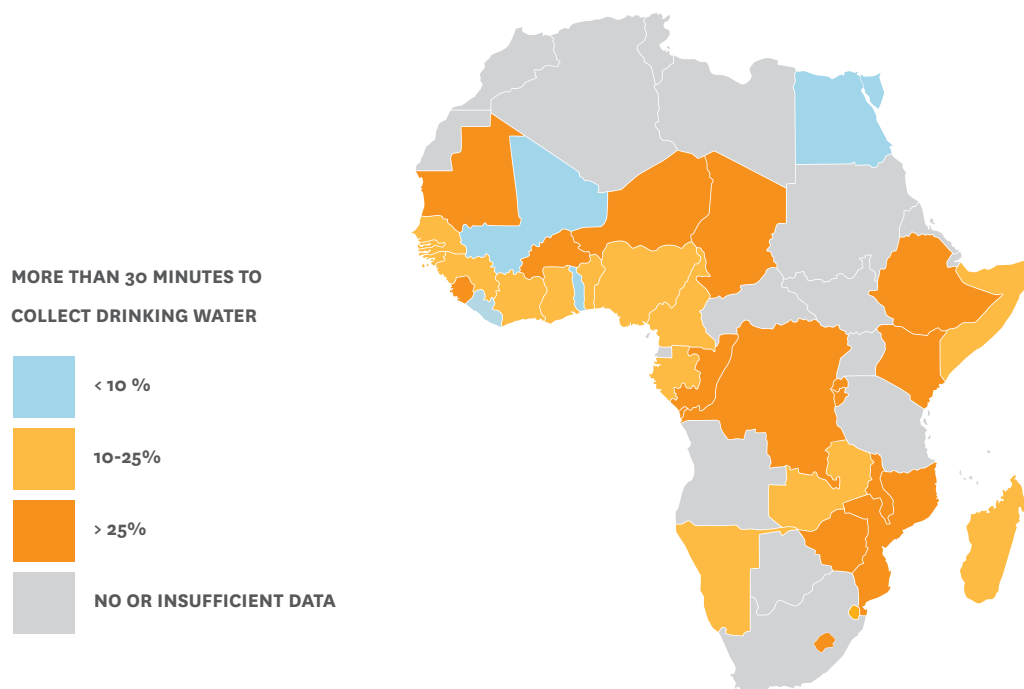 MORE THAN 30 MINUTES TO
COLLECT DRINKING WATER
< 10 %
10-25%
> 25%
NO OR INSUFFICIENT DATA